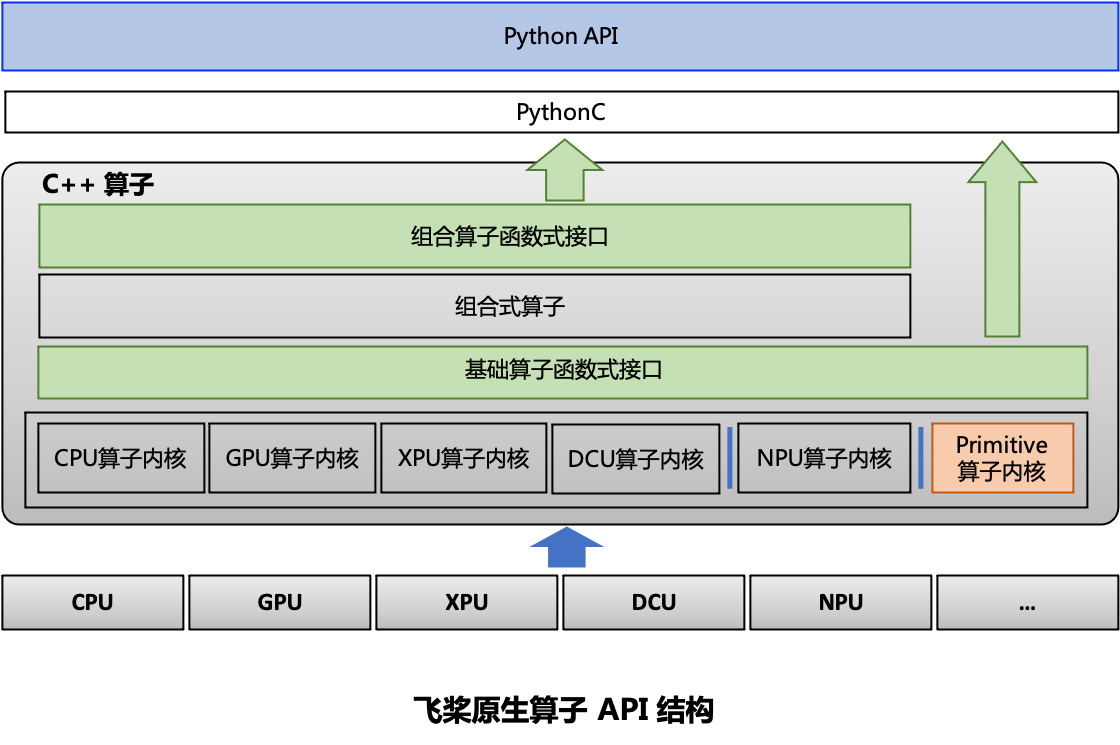 Python API
PythonC
C++ 算子
组合算子函数式接口
组合式算子
基础算子函数式接口
CPU算子内核
GPU算子内核
XPU算子内核
DCU算子内核
NPU算子内核
Primitive
算子内核
CPU
GPU
XPU
DCU
NPU
...
飞桨原生算子 API 结构